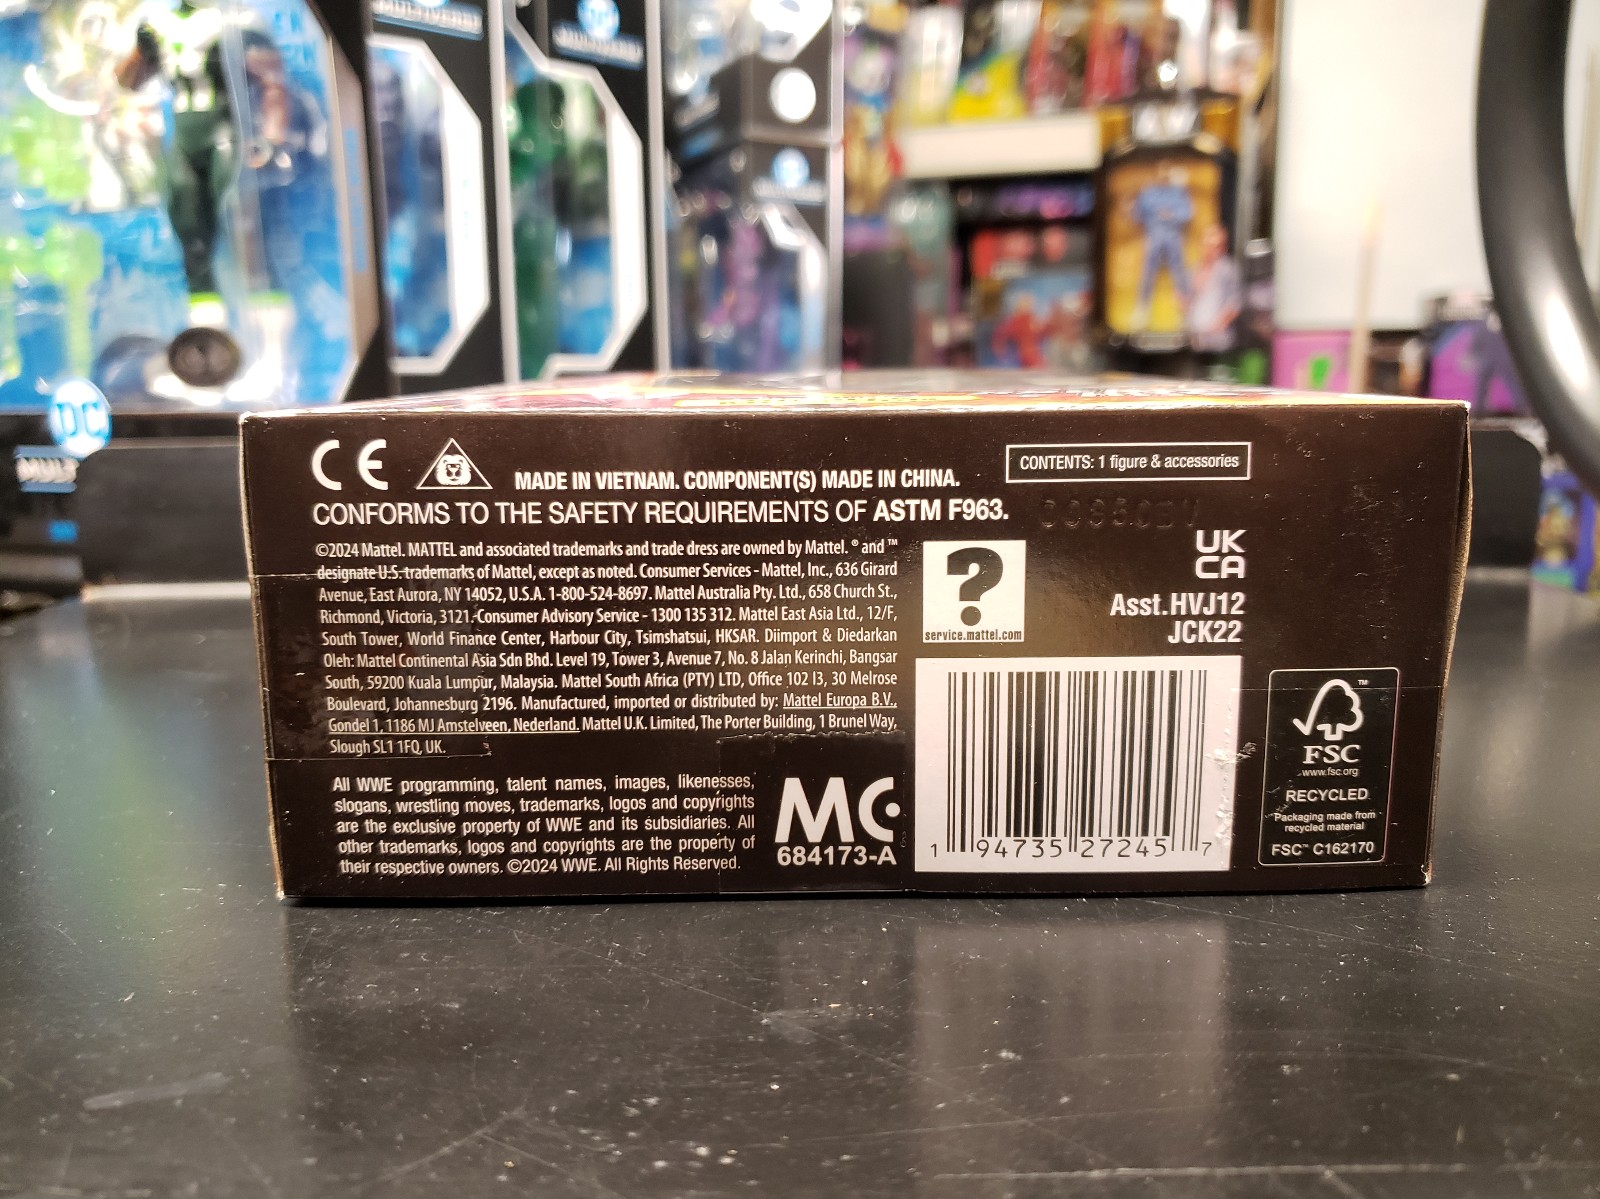 MULTIVERSE
DC
CE
MADE IN VIETNAM. COMPONENT(S) MADE IN CHINA.
CONTENTS: 1 figure & accessories
CONFORMS TO THE SAFETY REQUIREMENTS OF ASTM F963.
©2024 Mattel. MATTEL and associated trademarks and trade dress are owned by Mattel. ® and ™
designate U.S. trademarks of Mattel, except as noted. Consumer Services - Mattel, Inc., 636 Girard
Avenue, East Aurora, NY 14052, U.S.A. 1-800-524-8697. Mattel Australia Pty. Ltd., 658 Church St.,
Richmond, Victoria, 3121.-Consumer Advisory Service - 1300 135 312. Mattel East Asia Ltd., 12/F,
South Tower, World Finance Center, Harbour City, Tsimshatsui, HKSAR. Diimport & Diedarkan
Oleh: Mattel Continental Asia Sdn Bhd. Level 19, Tower 3, Avenue 7, No. 8 Jalan Kerinchi, Bangsar
South, 59200 Kuala Lumpur, Malaysia. Mattel South Africa (PTY) LTD, Office 102 I3, 30 Melrose
Boulevard, Johannesburg 2196. Manufactured, imported or distributed by: Mattel Europa B.V.,
Gondel 1, 1186 MJ Amstelveen, Nederland. Mattel U.K. Limited, The Porter Building, 1 Brunel Way,
Slough SL1 1FQ, UK.
All WWE programming, talent names, images, likenesses,
slogans, wrestling moves, trademarks, logos and copyrights
are the exclusive property of WWE and its subsidiaries. All
other trademarks, logos and copyrights are the property of
their respective owners. ©2024 WWE. All Rights Reserved.
MC
684173-A
?
service.mattel.com
UK
CA
Asst.HVJ12
JCK22
1 94735 27245 7
FSC
www.fsc.org
RECYCLED
Packaging made from
recycled material
FSC™ C162170